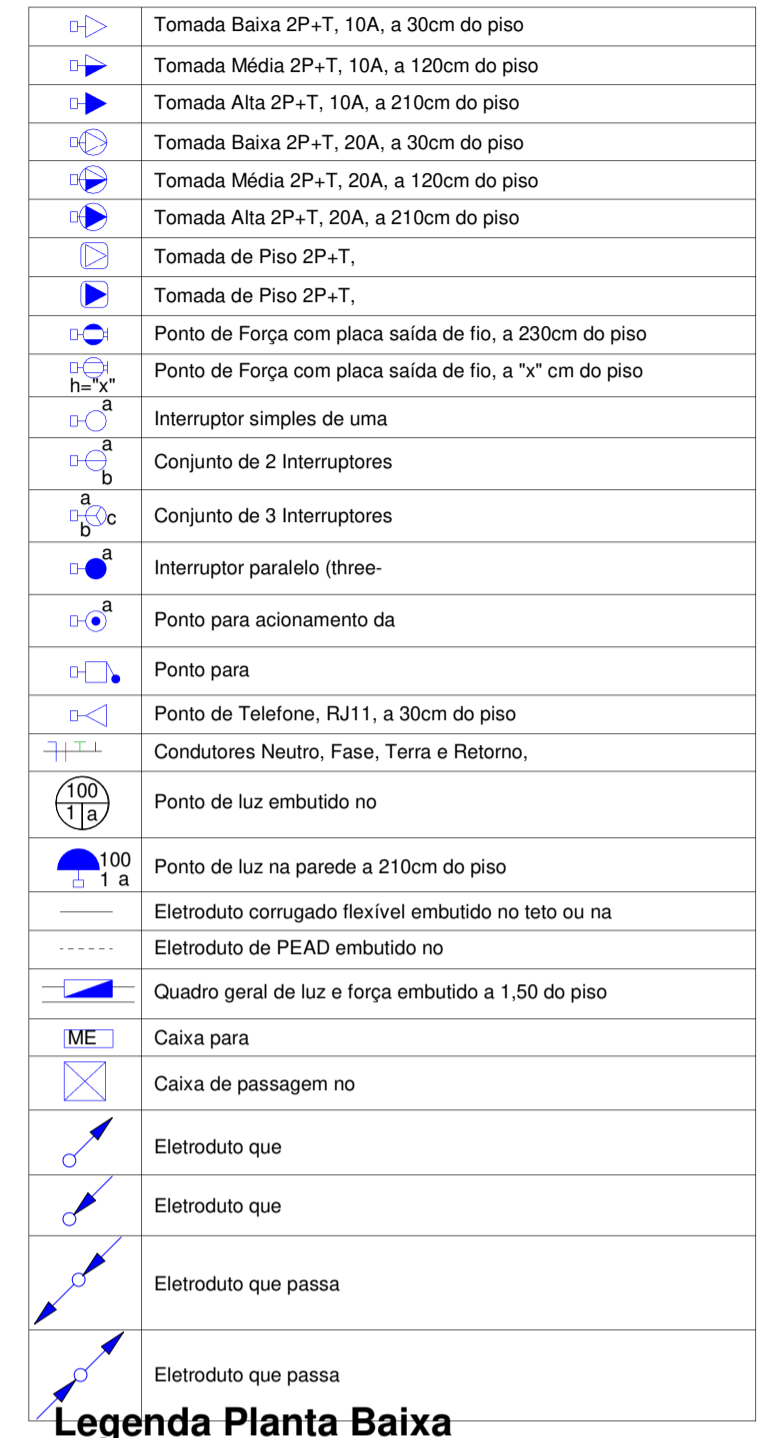 Tomada Baixa 2P+T, 10A, a 30cm do piso
Tomada Média 2P+T, 10A, a 120cm do piso
Tomada Alta 2P+T, 10A, a 210cm do piso
Tomada Baixa 2P+T, 20A, a 30cm do piso
Tomada Média 2P+T, 20A, a 120cm do piso
Tomada Alta 2P+T, 20A, a 210cm do piso
Tomada de Piso 2P+T,
Tomada de Piso 2P+T,
Ponto de Força com placa saída de fio, a 230cm do piso
h="x" Ponto de Força com placa saída de fio, a "x" cm do piso
a Interruptor simples de uma
a
b
Conjunto de 2 Interruptores
a
b c
Conjunto de 3 Interruptores
a Interruptor paralelo (three-
a Ponto para acionamento da
Ponto para
Ponto de Telefone, RJ11, a 30cm do piso
Condutores Neutro, Fase, Terra e Retorno,
100
1 a
Ponto de luz embutido no
100
1 a
Ponto de luz na parede a 210cm do piso
Eletroduto corrugado flexível embutido no teto ou na
Eletroduto de PEAD embutido no
Quadro geral de luz e força embutido a 1,50 do piso
ME Caixa para
Caixa de passagem no
Eletroduto que
Eletroduto que
Eletroduto que passa
Eletroduto que passa
Legenda Planta Baixa